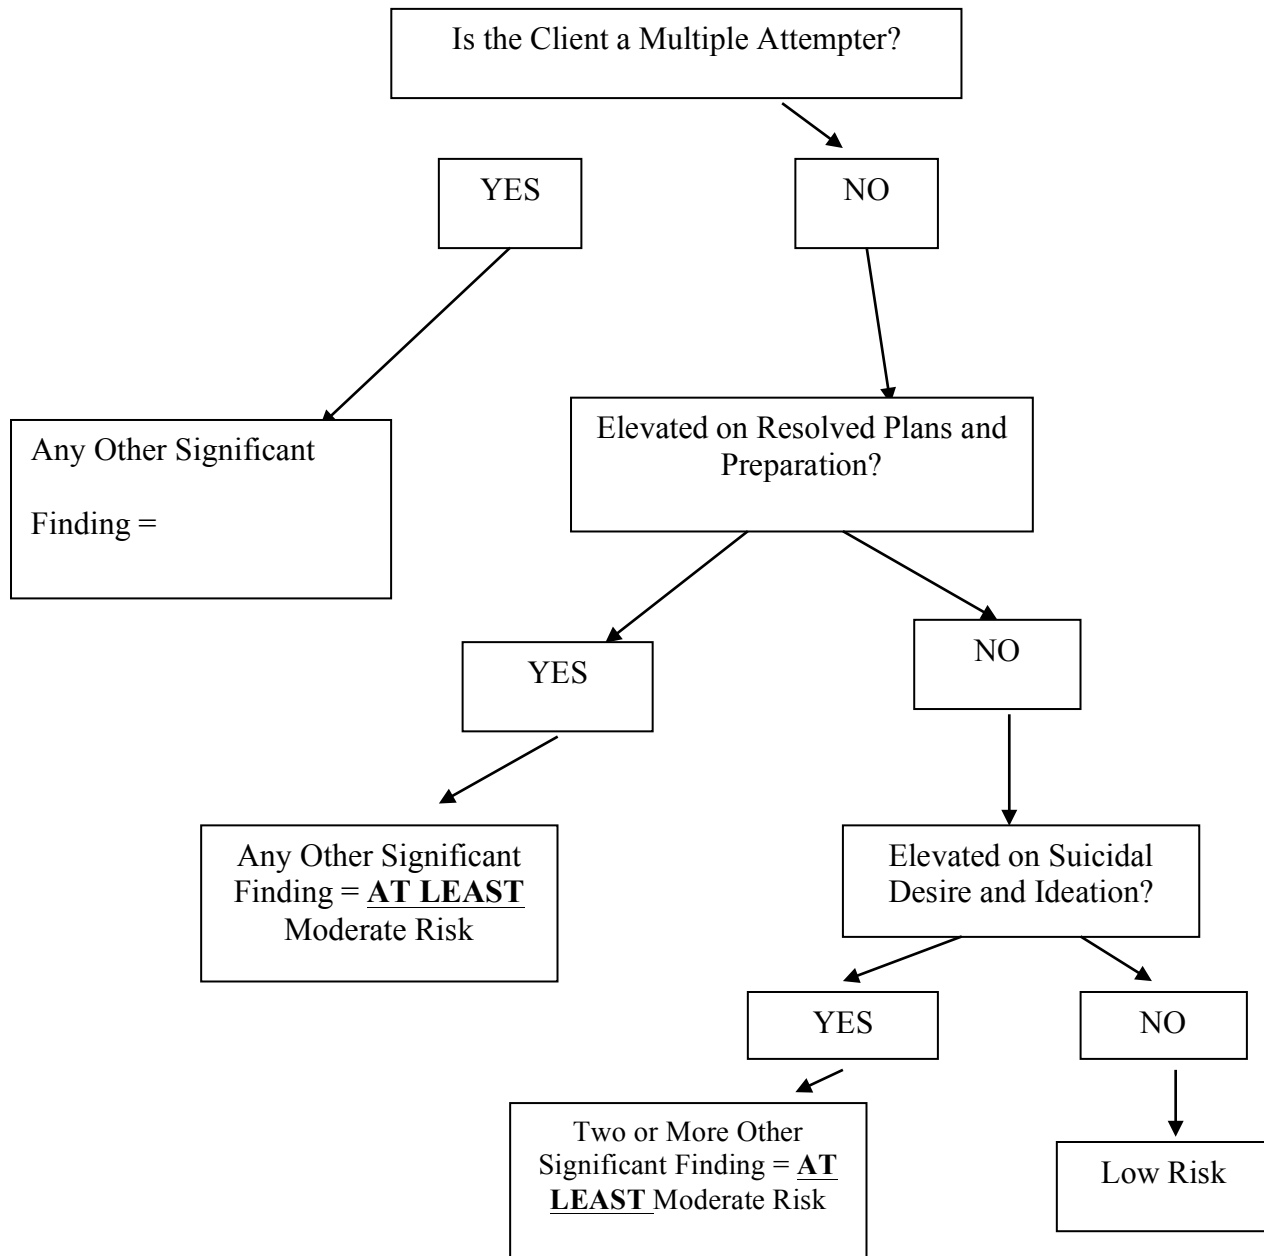 Is the Client a Multiple Attempter?
YES
NO
Any Other Significant
Finding =
Elevated on Resolved Plans and
Preparation?
YES
NO
Any Other Significant
Finding = AT LEAST
Moderate Risk
Elevated on Suicidal
Desire and Ideation?
YES
NO
Two or More Other
Significant Finding = AT
LEAST Moderate Risk
Low Risk